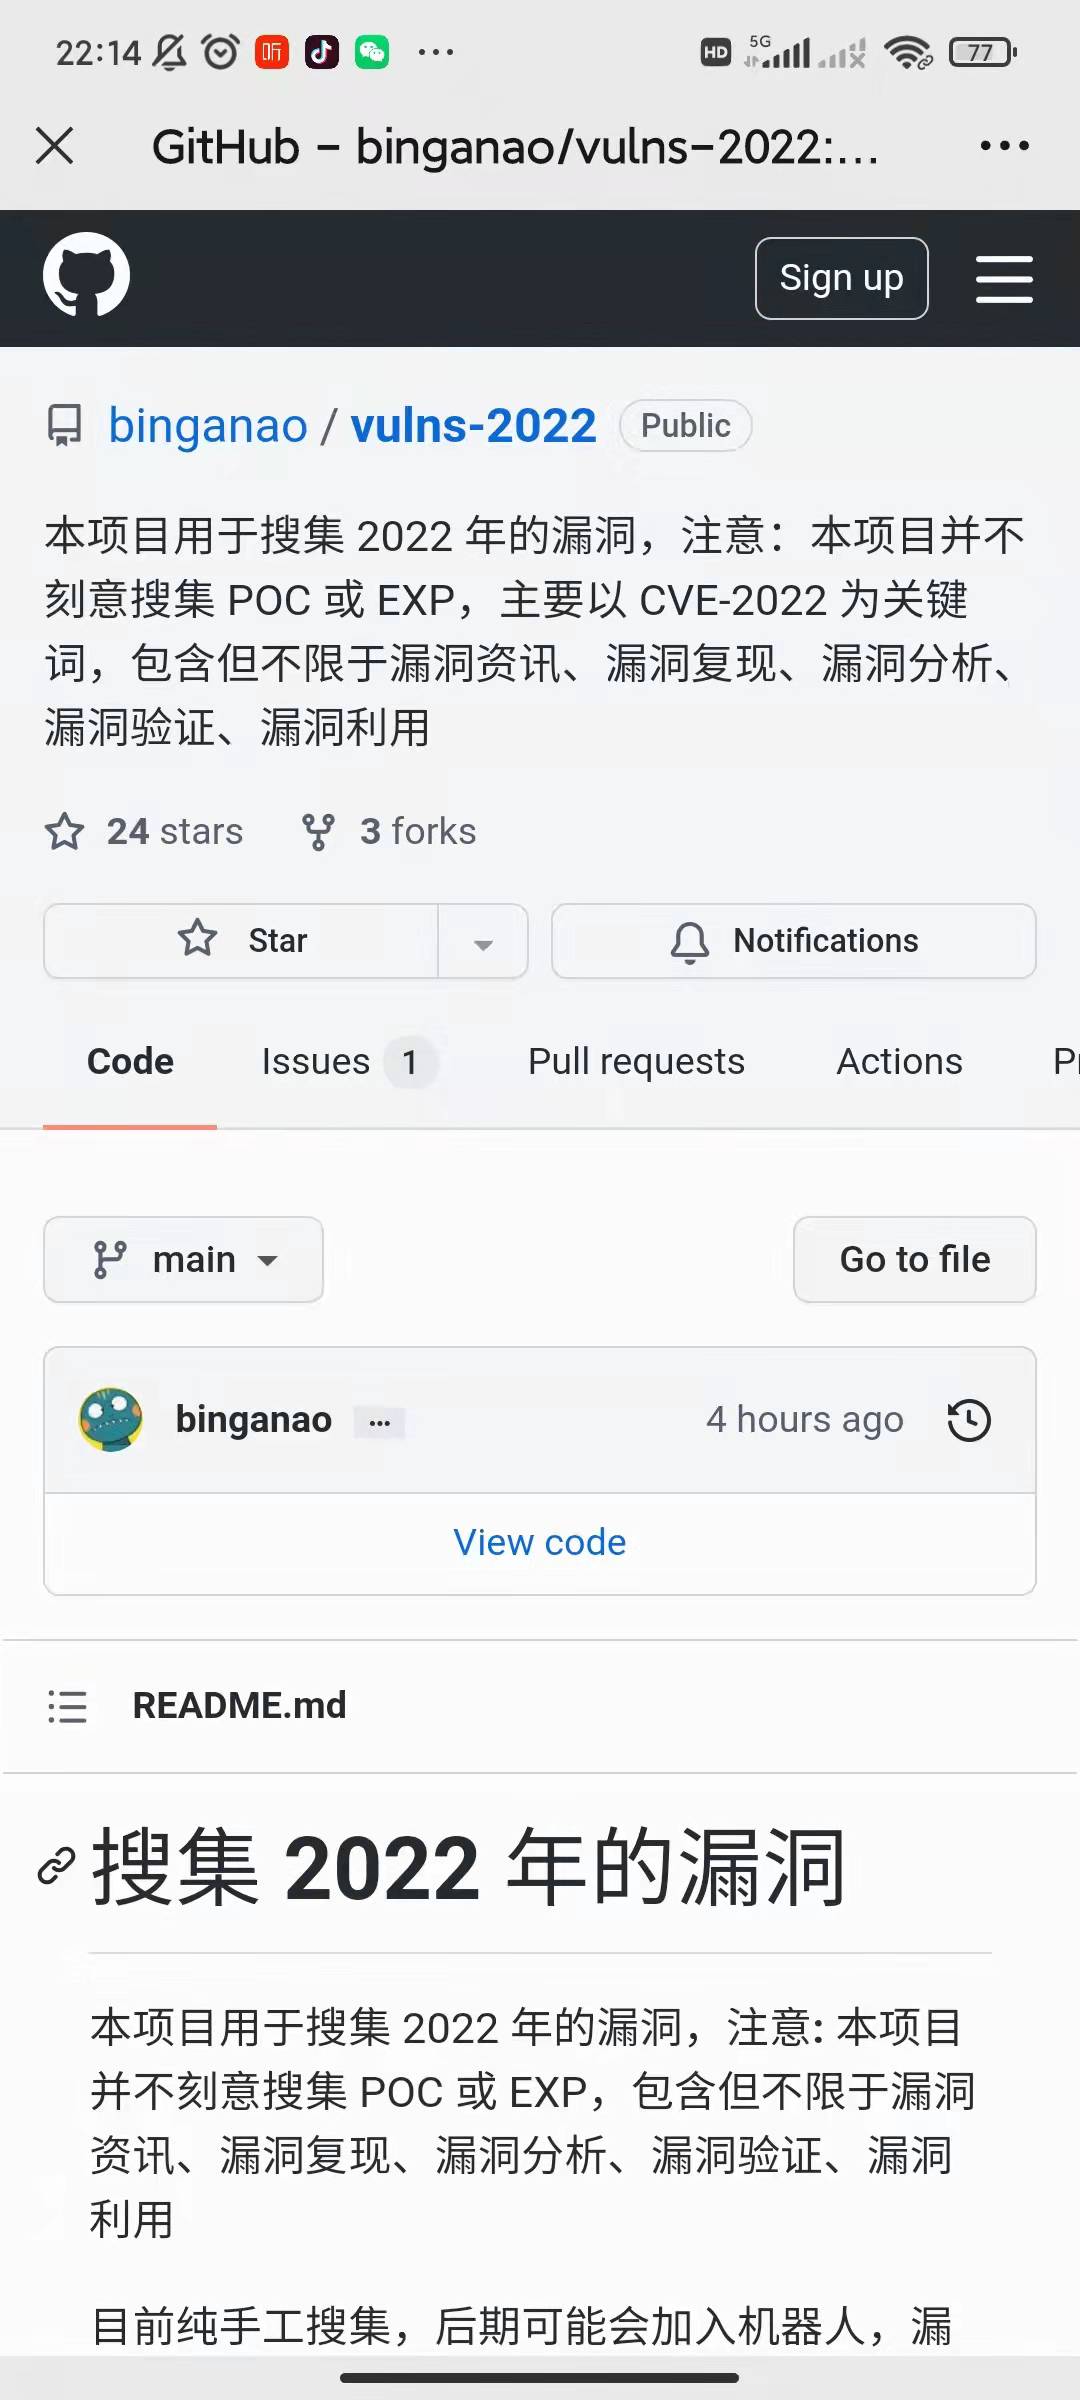 22:14 听 ... HD 5G 77
GitHub - binganao/vulns-2022:... ...
Sign up
binganao / vulns-2022 Public
本项目用于搜集 2022 年的漏洞，注意：本项目并不
刻意搜集 POC 或 EXP，主要以 CVE-2022 为关键
词，包含但不限于漏洞资讯、漏洞复现、漏洞分析、
漏洞验证、漏洞利用
24 stars 3 forks
Star Notifications
Code Issues 1 Pull requests Actions Pr
main Go to file
binganao ... 4 hours ago
View code
README.md
搜集 2022 年的漏洞
本项目用于搜集 2022 年的漏洞，注意: 本项目
并不刻意搜集 POC 或 EXP，包含但不限于漏洞
资讯、漏洞复现、漏洞分析、漏洞验证、漏洞
利用
目前纯手工搜集，后期可能会加入机器人，漏